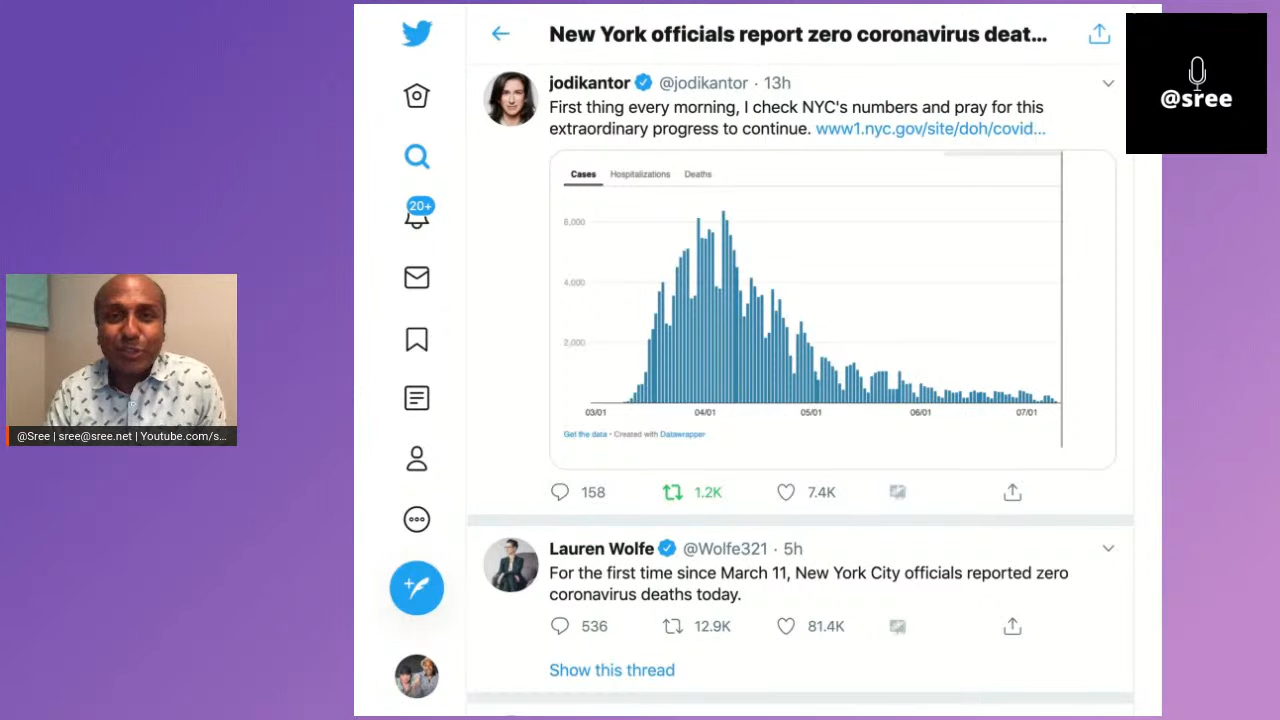 New York officials report zero coronavirus deat...
@sree
jodikantor @jodikantor · 13h
First thing every morning, I check NYC's numbers and pray for this
extraordinary progress to continue. www1.nyc.gov/site/doh/covid...
Cases Hospitalizations Deaths
6,000
4,000
2,000
03/01 04/01 05/01 06/01 07/01
Get the data • Created with Datawrapper
158 1.2K 7.4K
20+
@Sree | sree@sree.net | Youtube.com/s...
Lauren Wolfe @Wolfe321 · 5h
For the first time since March 11, New York City officials reported zero
coronavirus deaths today.
536 12.9K 81.4K
Show this thread